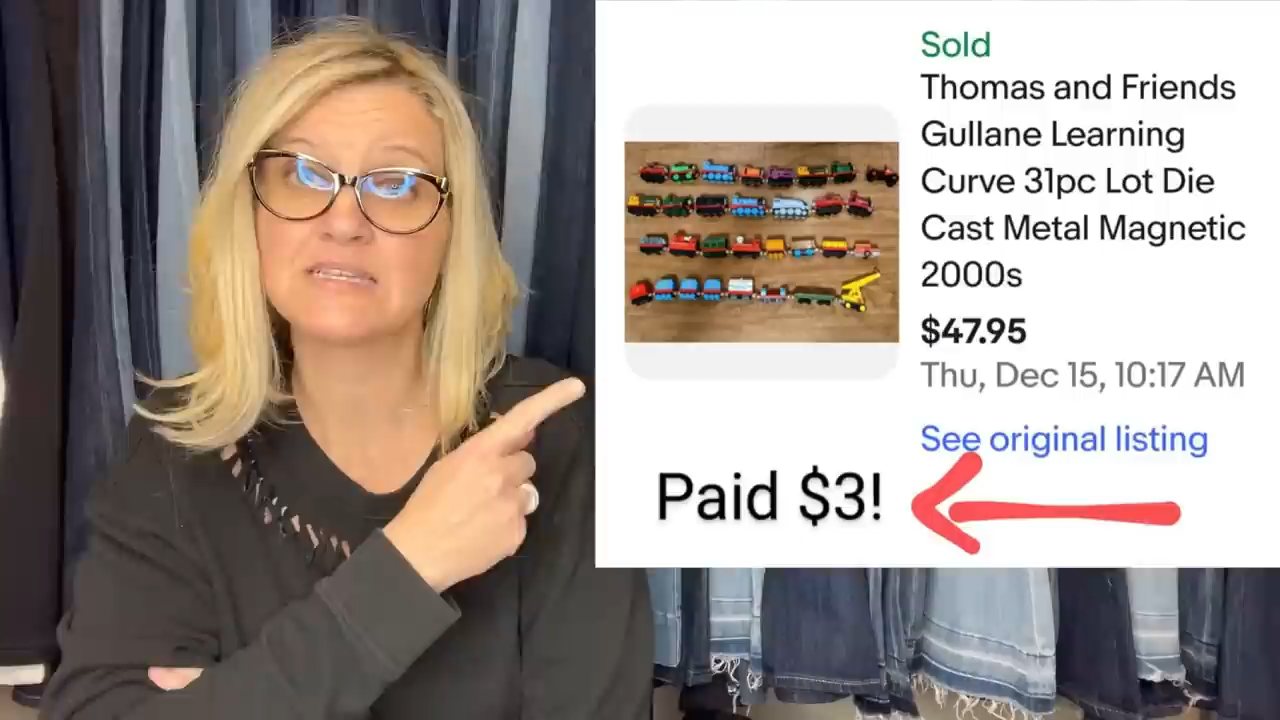 Sold
Thomas and Friends
Gullane Learning
Curve 31pc Lot Die
Cast Metal Magnetic
2000s
$47.95
Thu, Dec 15, 10:17 AM
See original listing
Paid $3!